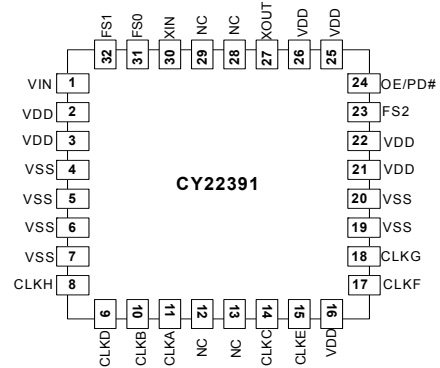 FS1 FS0 XIN NC NC XOUT VDD VDD
32 31 30 29 28 27 26 25
VIN 1 24 OE/PD#
VDD 2 23 FS2
VDD 3 22 VDD
VSS 4 21 VDD
VSS 5 20 VSS
VSS 6 19 VSS
VSS 7 18 CLKG
CLKH 8 17 CLKF
CY22391
9 10 11 12 13 14 15 16
CLKD CLKB CLKA NC NC CLKC CLKE VDD